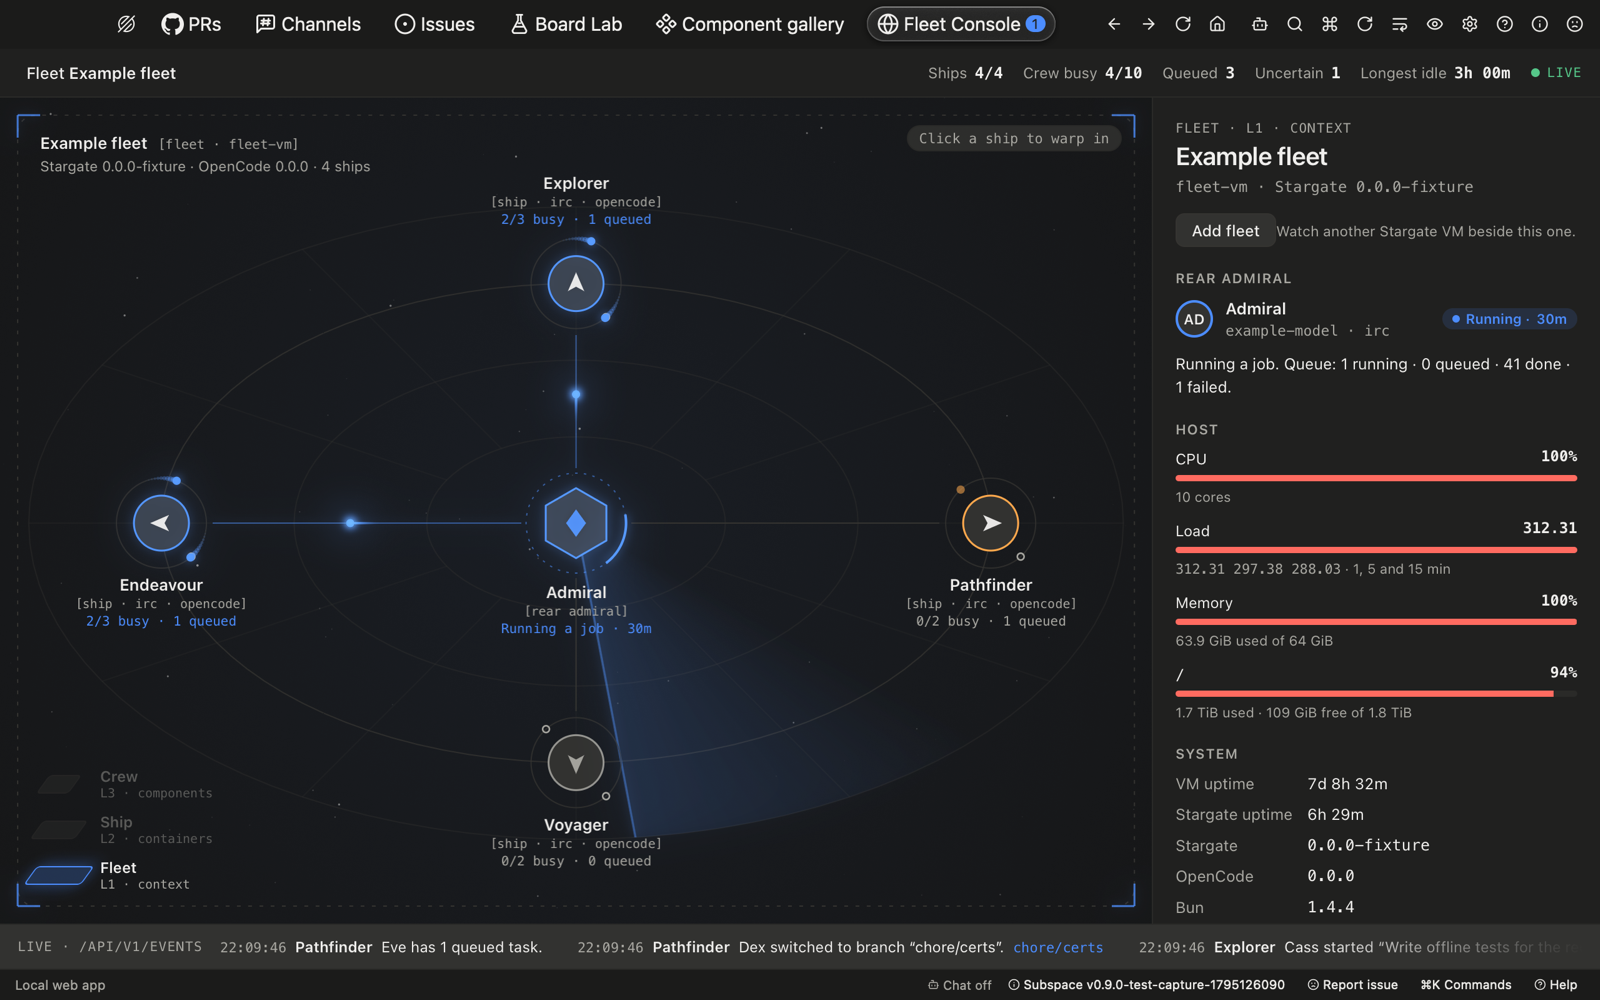 PRs
Channels
Issues
Board Lab
Component gallery
Fleet Console 1
Fleet Example fleet
Ships 4/4
Crew busy 4/10
Queued 3
Uncertain 1
Longest idle 3h 00m
LIVE
Example fleet [fleet · fleet-vm]
Stargate 0.0.0-fixture · OpenCode 0.0.0 · 4 ships
Click a ship to warp in
Explorer
[ship · irc · opencode]
2/3 busy · 1 queued
Endeavour
[ship · irc · opencode]
2/3 busy · 1 queued
Admiral
[rear admiral]
Running a job · 30m
Pathfinder
[ship · irc · opencode]
0/2 busy · 1 queued
Voyager
[ship · irc · opencode]
0/2 busy · 0 queued
Crew
L3 · components
Ship
L2 · containers
Fleet
L1 · context
FLEET · L1 · CONTEXT
Example fleet
fleet-vm · Stargate 0.0.0-fixture
Add fleet
Watch another Stargate VM beside this one.
REAR ADMIRAL
AD
Admiral
example-model · irc
Running · 30m
Running a job. Queue: 1 running · 0 queued · 41 done ·
1 failed.
HOST
CPU 100%
10 cores
Load 312.31
312.31 297.38 288.03 · 1, 5 and 15 min
Memory 100%
63.9 GiB used of 64 GiB
/ 94%
1.7 TiB used · 109 GiB free of 1.8 TiB
SYSTEM
VM uptime 7d 8h 32m
Stargate uptime 6h 29m
Stargate 0.0.0-fixture
OpenCode 0.0.0
Bun 1.4.4
LIVE · /API/V1/EVENTS
22:09:46 Pathfinder Eve has 1 queued task.
22:09:46 Pathfinder Dex switched to branch “chore/certs”. chore/certs
22:09:46 Explorer Cass started “Write offline tests for the
Local web app
Chat off
Subspace v0.9.0-test-capture-1795126090
Report issue
⌘K Commands
Help